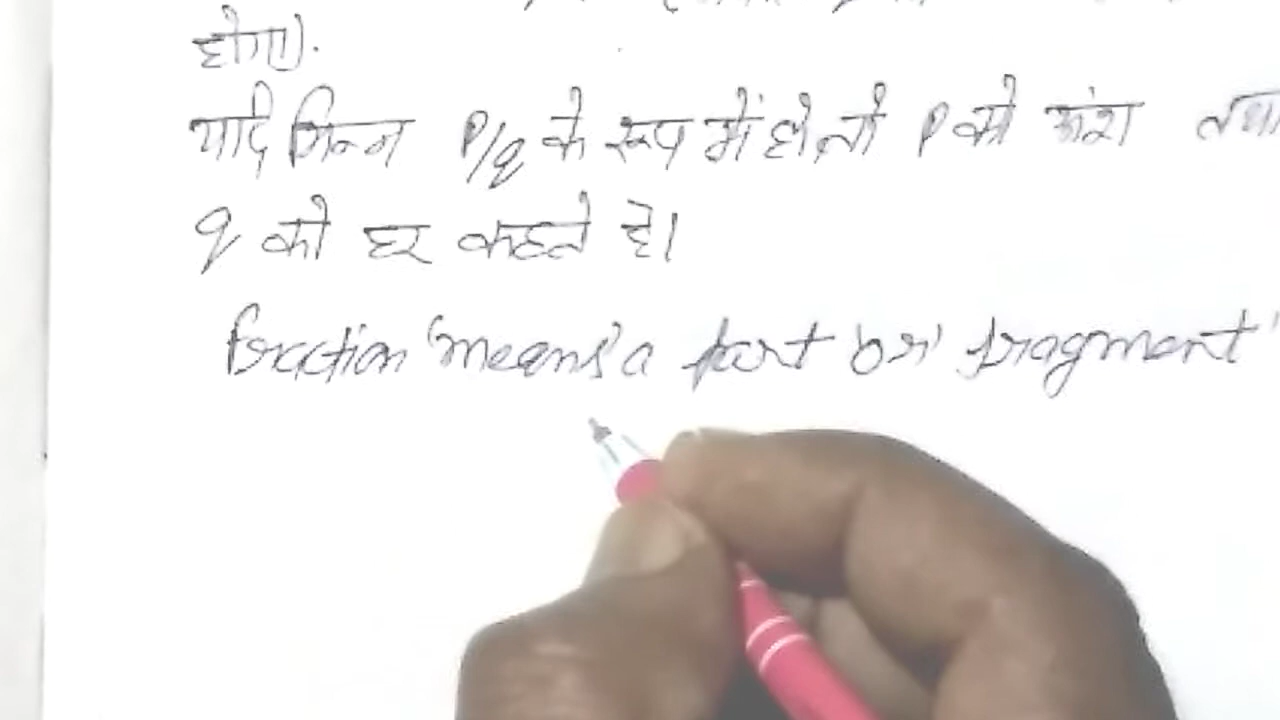 होगा).
यदि भिन्न P/q के रूप में हो तो P को अंश तथा
q को हर कहते है।
Fraction "means" a part or' fragment'